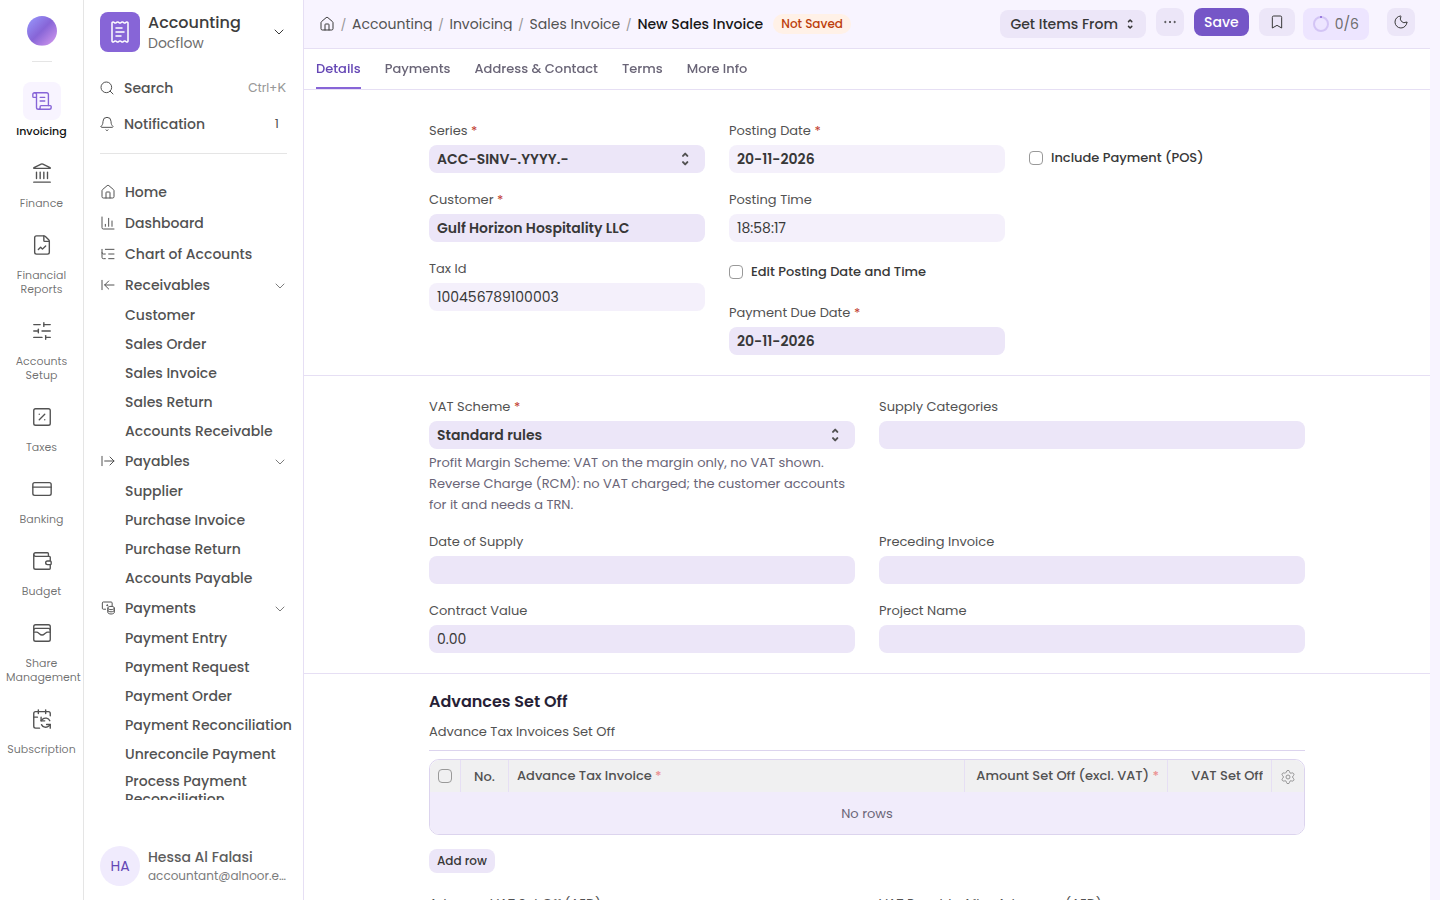 Accounting
Docflow
Search
Ctrl+K
Notification
1
Invoicing
Finance
Financial
Reports
Accounts
Setup
Taxes
Banking
Budget
Share
Management
Subscription
Home
Dashboard
Chart of Accounts
Receivables
Customer
Sales Order
Sales Invoice
Sales Return
Accounts Receivable
Payables
Supplier
Purchase Invoice
Purchase Return
Accounts Payable
Payments
Payment Entry
Payment Request
Payment Order
Payment Reconciliation
Unreconcile Payment
Process Payment
Reconciliation
HA
Hessa Al Falasi
accountant@alnoor.e...
/ Accounting / Invoicing / Sales Invoice / New Sales Invoice
Not Saved
Get Items From
Save
0/6
Details
Payments
Address & Contact
Terms
More Info
Series *
ACC-SINV-.YYYY.-
Posting Date *
20-11-2026
Include Payment (POS)
Customer *
Gulf Horizon Hospitality LLC
Posting Time
18:58:17
Tax Id
100456789100003
Edit Posting Date and Time
Payment Due Date *
20-11-2026
VAT Scheme *
Standard rules
Supply Categories
Profit Margin Scheme: VAT on the margin only, no VAT shown.
Reverse Charge (RCM): no VAT charged; the customer accounts
for it and needs a TRN.
Date of Supply
Preceding Invoice
Contract Value
0.00
Project Name
Advances Set Off
Advance Tax Invoices Set Off
No.
Advance Tax Invoice *
Amount Set Off (excl. VAT) *
VAT Set Off
No rows
Add row